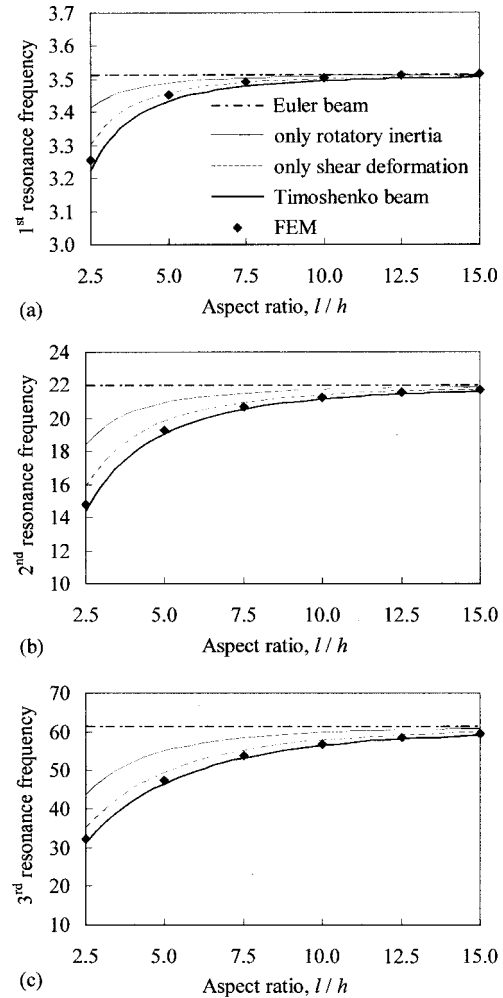 3.7
3.6
3.5
3.4
3.3
3.2
3.1
3.0
1st resonance frequency
Euler beam
only rotatory inertia
only shear deformation
Timoshenko beam
FEM
2.5 5.0 7.5 10.0 12.5 15.0
(a) Aspect ratio, l / h
24
22
20
18
16
14
12
10
2nd resonance frequency
2.5 5.0 7.5 10.0 12.5 15.0
(b) Aspect ratio, l / h
70
60
50
40
30
20
10
3rd resonance frequency
2.5 5.0 7.5 10.0 12.5 15.0
(c) Aspect ratio, l / h